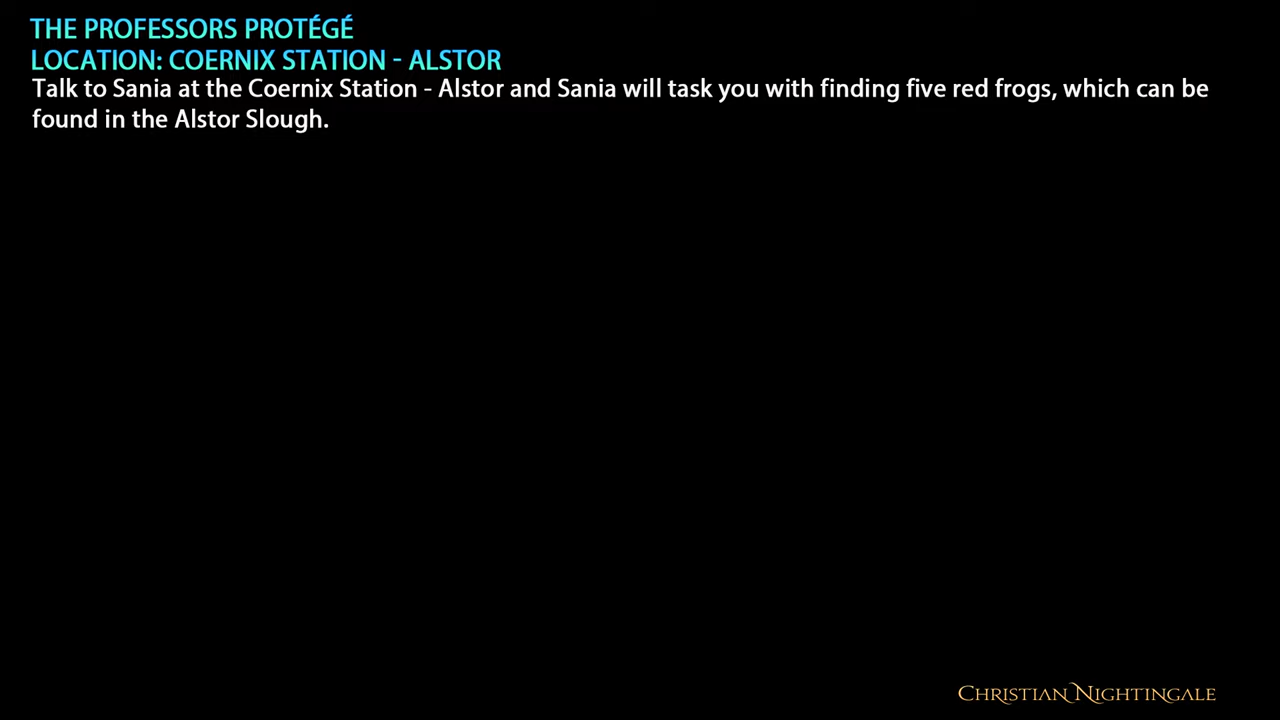 THE PROFESSORS PROTÉGÉ
LOCATION: COERNIX STATION - ALSTOR
Talk to Sania at the Coernix Station - Alstor and Sania will task you with finding five red frogs, which can be
found in the Alstor Slough.
CHRISTIAN NIGHTINGALE